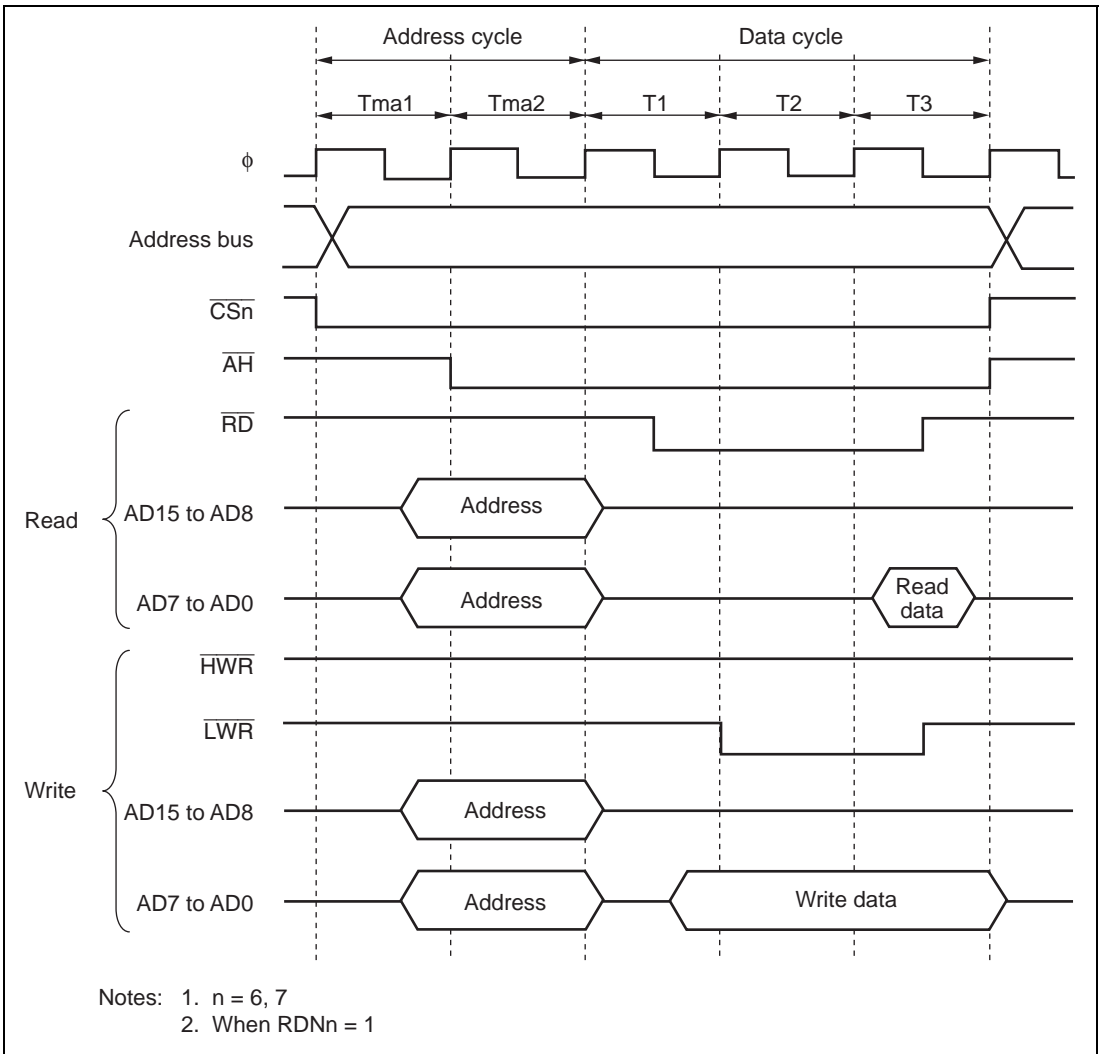 Address cycle Data cycle
Tma1 Tma2 T1 T2 T3
ϕ
Address bus
CSn
AH
RD
Read
AD15 to AD8 Address
AD7 to AD0 Address Read data
HWR
LWR
Write
AD15 to AD8 Address
AD7 to AD0 Address Write data
Notes: 1. n = 6, 7
2. When RDNn = 1